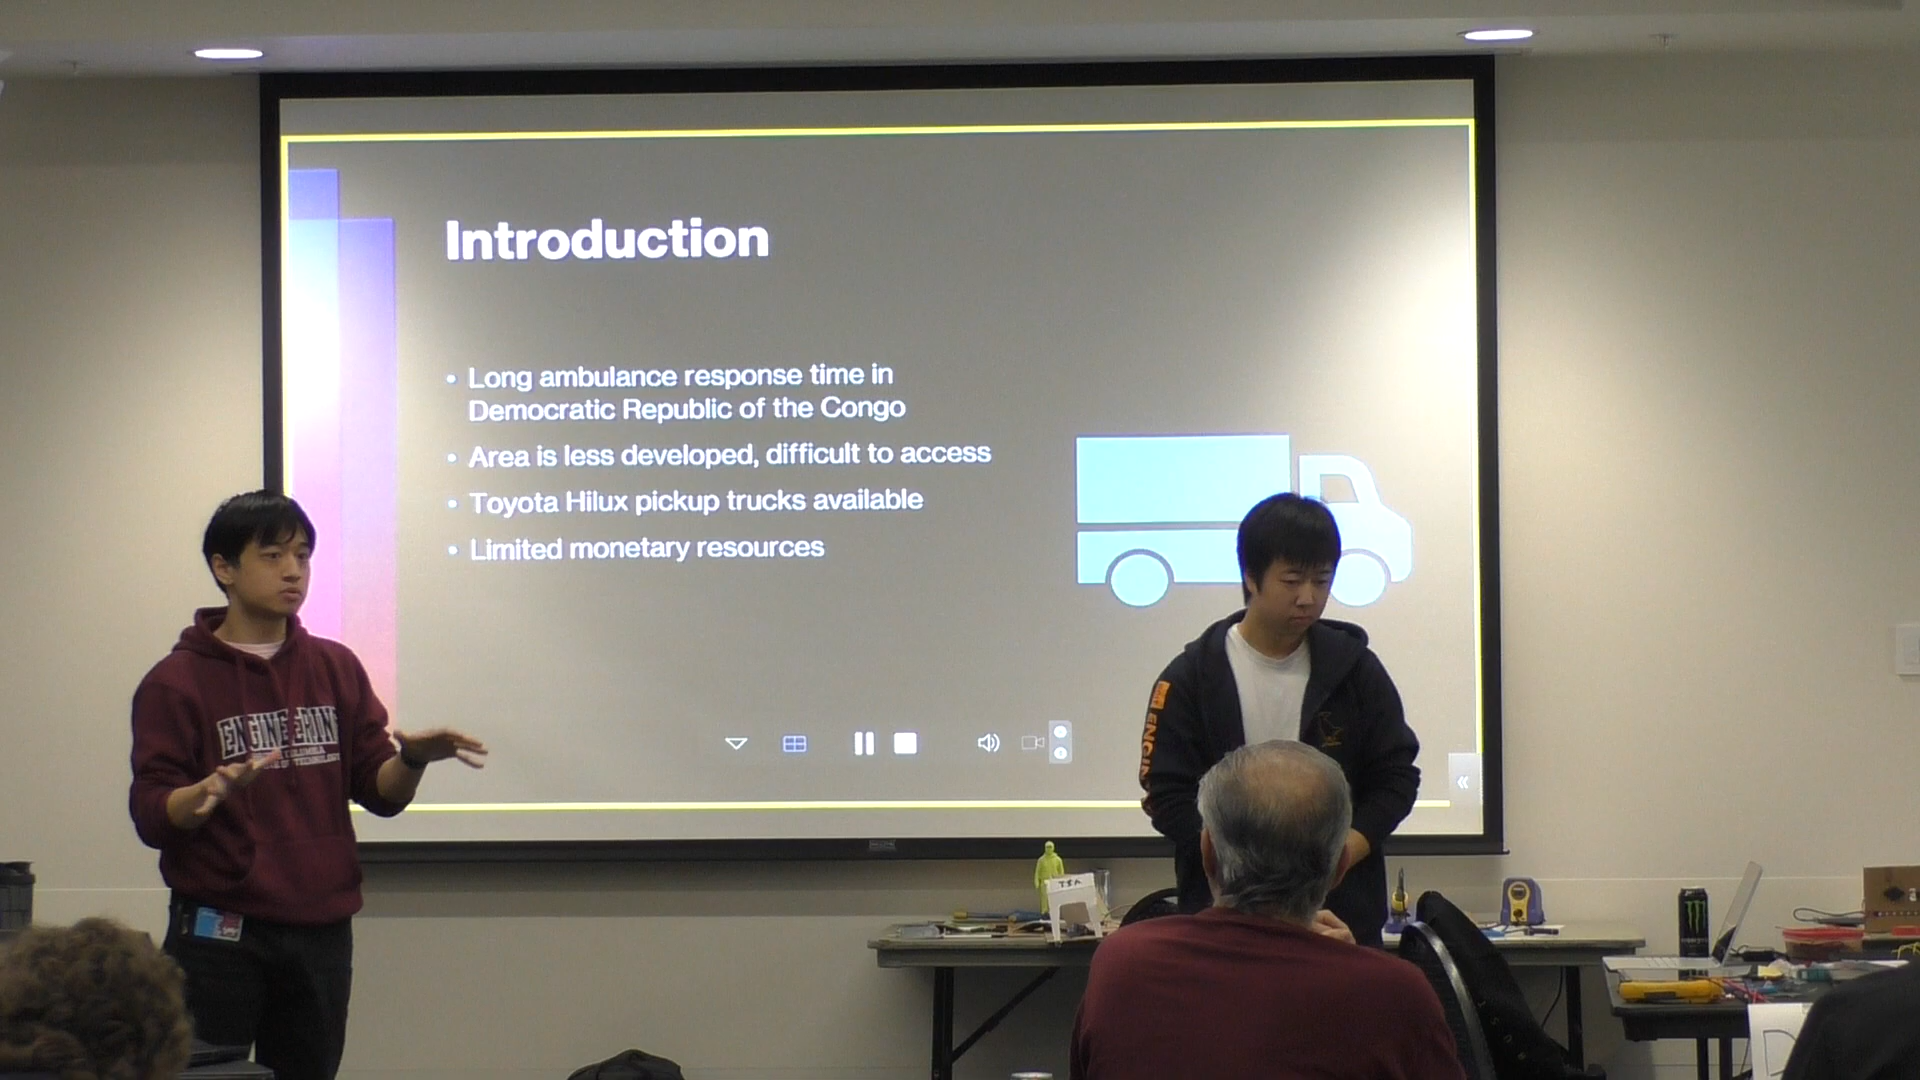 Introduction
• Long ambulance response time in
Democratic Republic of the Congo
• Area is less developed, difficult to access
• Toyota Hilux pickup trucks available
• Limited monetary resources
ENGINEERING